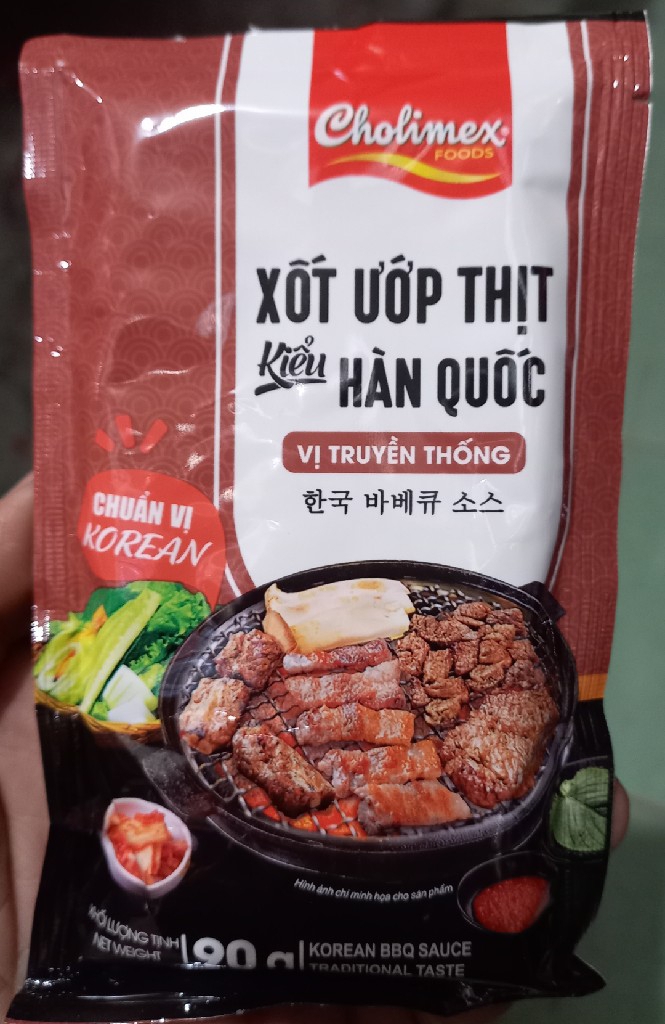 Cholimex
FOODS
XỐT ƯỚP THỊT
Kiểu HÀN QUỐC
VỊ TRUYỀN THỐNG
한국 바베큐 소스
CHUẨN VỊ
KOREAN
Hình ảnh chỉ minh họa cho sản phẩm
KHỐI LƯỢNG TỊNH
NET WEIGHT
90 g
KOREAN BBQ SAUCE
TRADITIONAL TASTE